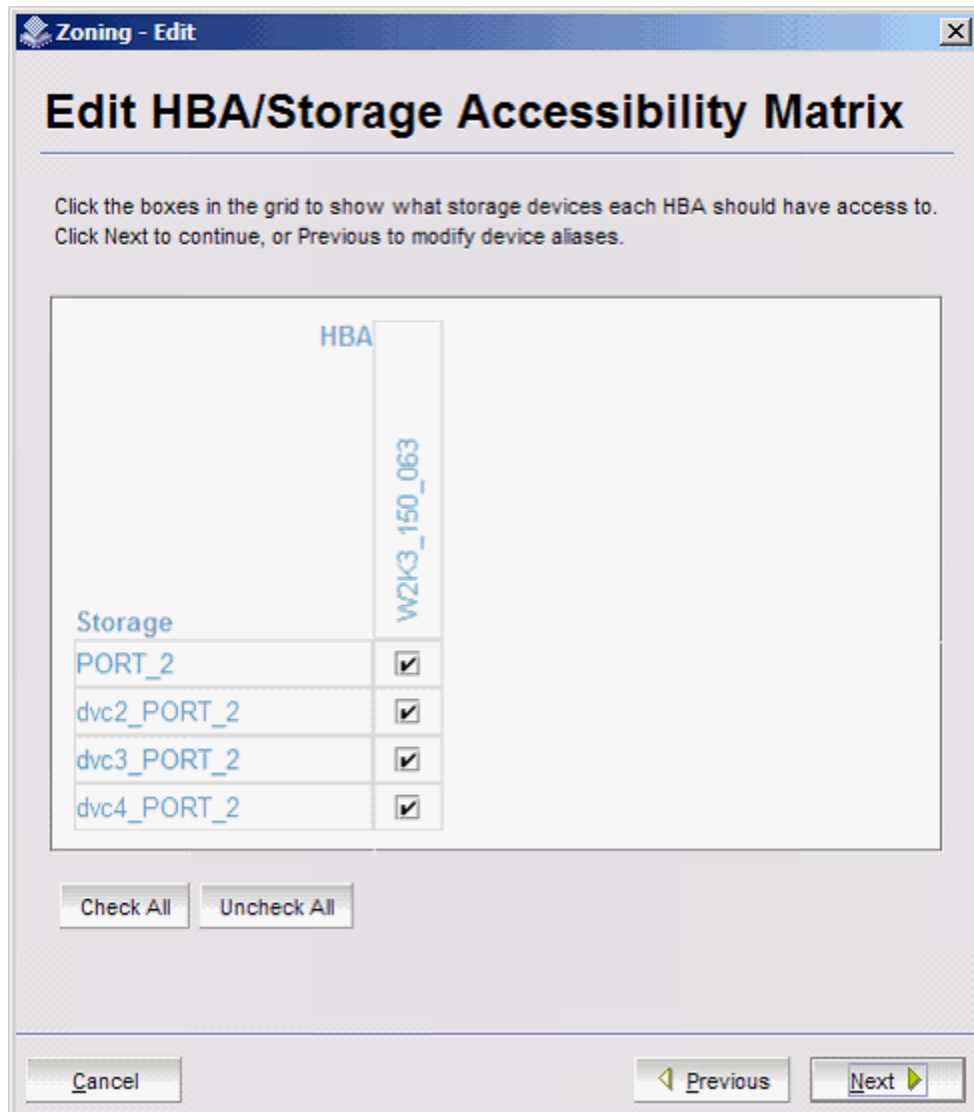 Zoning - Edit
Edit HBA/Storage Accessibility Matrix
Click the boxes in the grid to show what storage devices each HBA should have access to.
Click Next to continue, or Previous to modify device aliases.
HBA
W2K3_150_063
Storage
PORT_2
dvc2_PORT_2
dvc3_PORT_2
dvc4_PORT_2
Check All Uncheck All
Cancel Previous Next